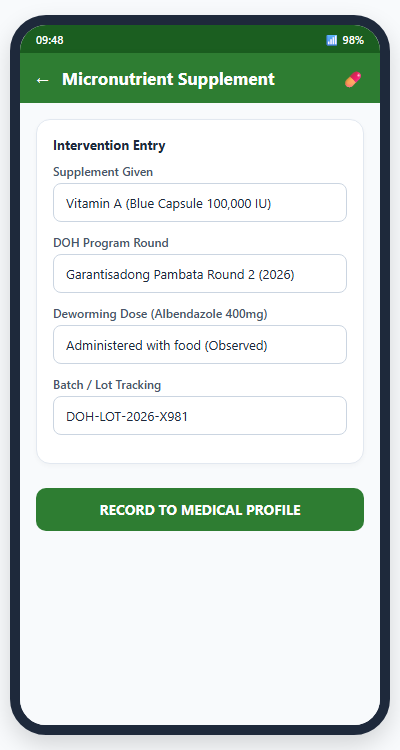 09:48 📶 98%
← Micronutrient Supplement 💊
Intervention Entry
Supplement Given
Vitamin A (Blue Capsule 100,000 IU)
DOH Program Round
Garantisadong Pambata Round 2 (2026)
Deworming Dose (Albendazole 400mg)
Administered with food (Observed)
Batch / Lot Tracking
DOH-LOT-2026-X981
RECORD TO MEDICAL PROFILE